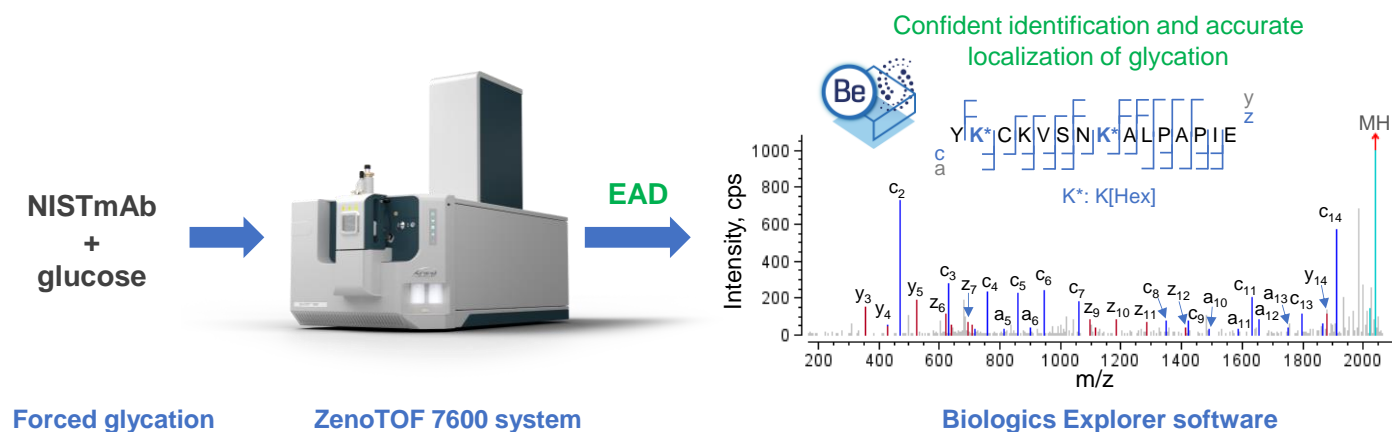 Confident identification and accurate
localization of glycation
Be
Y K* C K V S N K* A L P A P I E
y
z
c
a
K*: K[Hex]
MH
NISTmAb
+
glucose
EAD
Intensity, cps
1000
800
600
400
200
0
y3
y4
c2
y5
z6
c3
z7
c4
a5
c5
a6
c6
c7
z9
z10
z11
c8
z12
c9
a10
a11
c11
a12
a13
c13
y14
c14
200 400 600 800 1000 1200 1400 1600 1800 2000
m/z
Forced glycation
ZenoTOF 7600 system
Biologics Explorer software